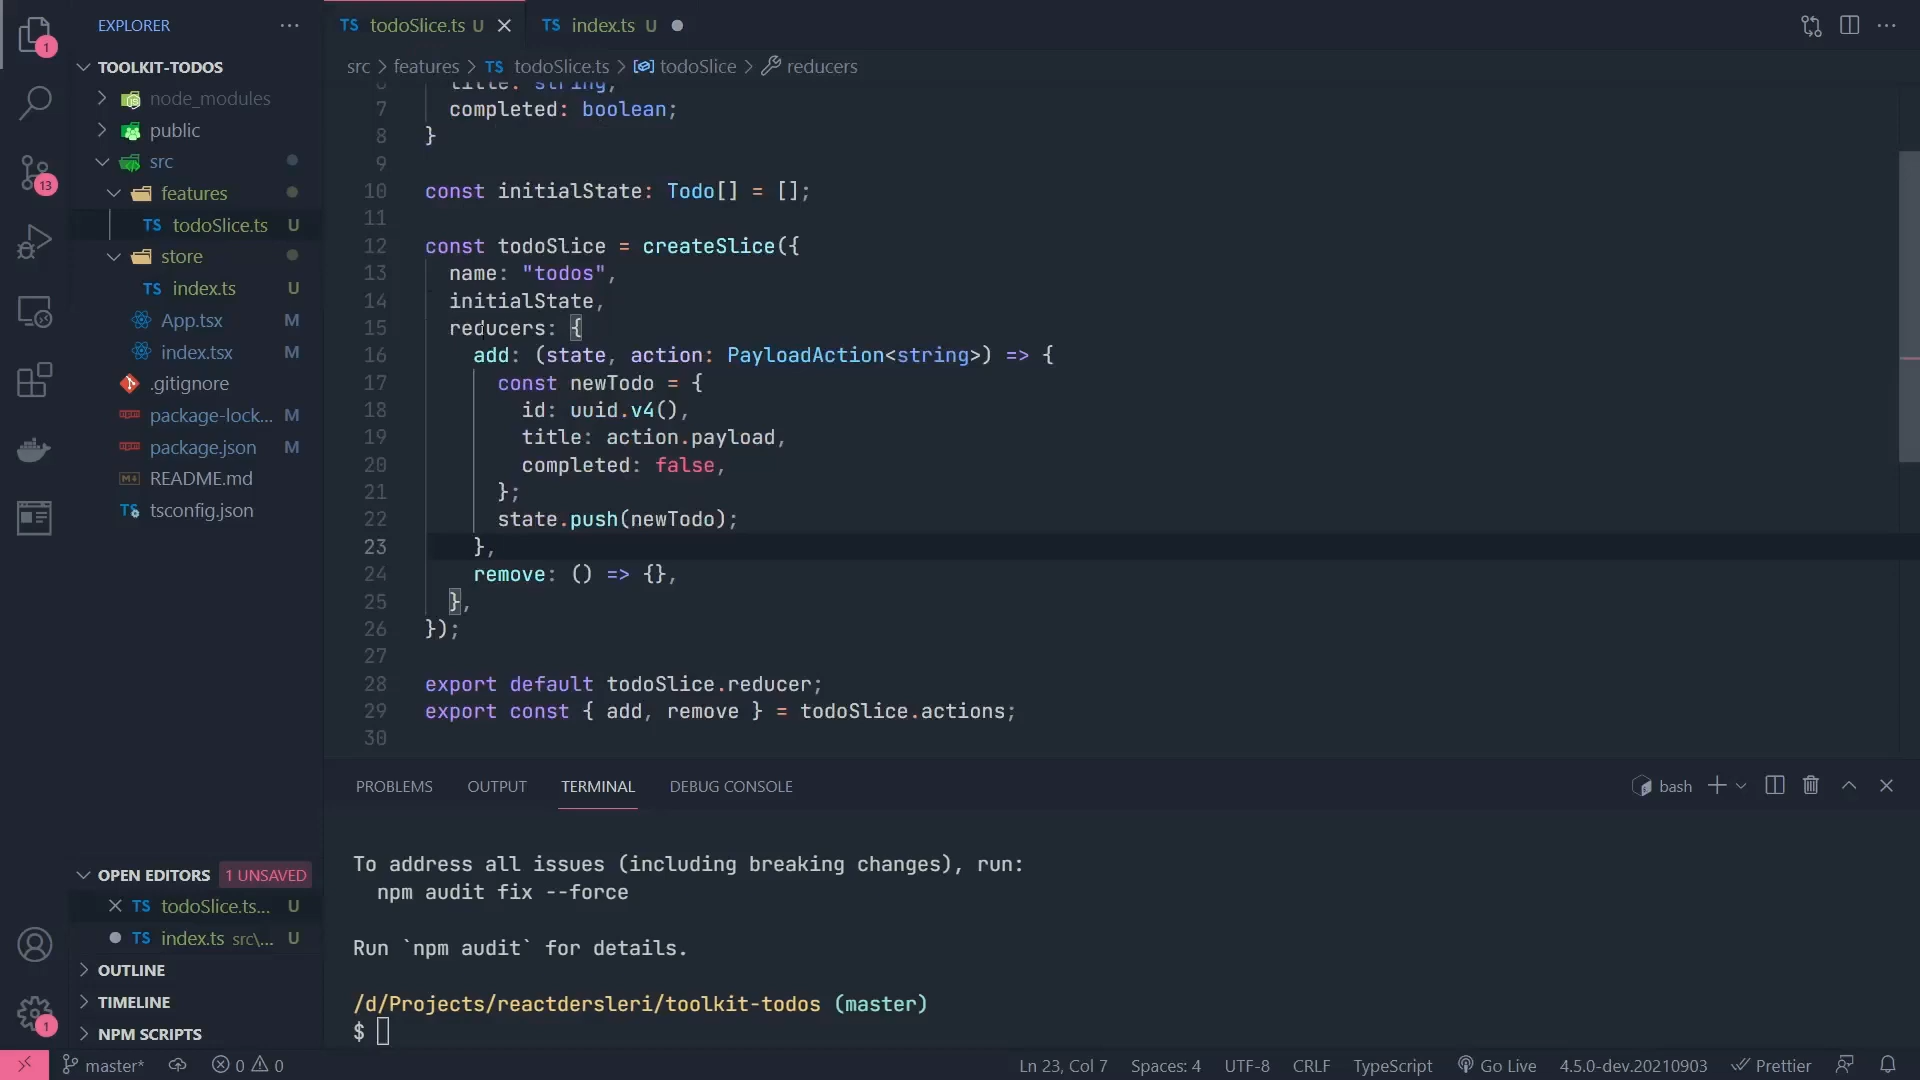 EXPLORER
TOOLKIT-TODOS
node_modules
public
src
features
TS todoSlice.ts U
store
TS index.ts U
App.tsx M
index.tsx M
.gitignore
package-lock... M
package.json M
README.md
tsconfig.json
OPEN EDITORS 1 UNSAVED
TS todoSlice.ts... U
TS index.ts src\... U
OUTLINE
TIMELINE
NPM SCRIPTS
1
13
1
TS todoSlice.ts U
TS index.ts U
src > features > TS todoSlice.ts > todoSlice > reducers
6 title: string;
7 completed: boolean;
8 }
9
10 const initialState: Todo[] = [];
11
12 const todoSlice = createSlice({
13 name: "todos",
14 initialState,
15 reducers: {
16 add: (state, action: PayloadAction<string>) => {
17 const newTodo = {
18 id: uuid.v4(),
19 title: action.payload,
20 completed: false,
21 };
22 state.push(newTodo);
23 },
24 remove: () => {},
25 },
26 });
27
28 export default todoSlice.reducer;
29 export const { add, remove } = todoSlice.actions;
30
PROBLEMS OUTPUT TERMINAL DEBUG CONSOLE
bash
To address all issues (including breaking changes), run:
npm audit fix --force
Run `npm audit` for details.
/d/Projects/reactdersleri/toolkit-todos (master)
$
master* 0 0 Ln 23, Col 7 Spaces: 4 UTF-8 CRLF TypeScript Go Live 4.5.0-dev.20210903 Prettier